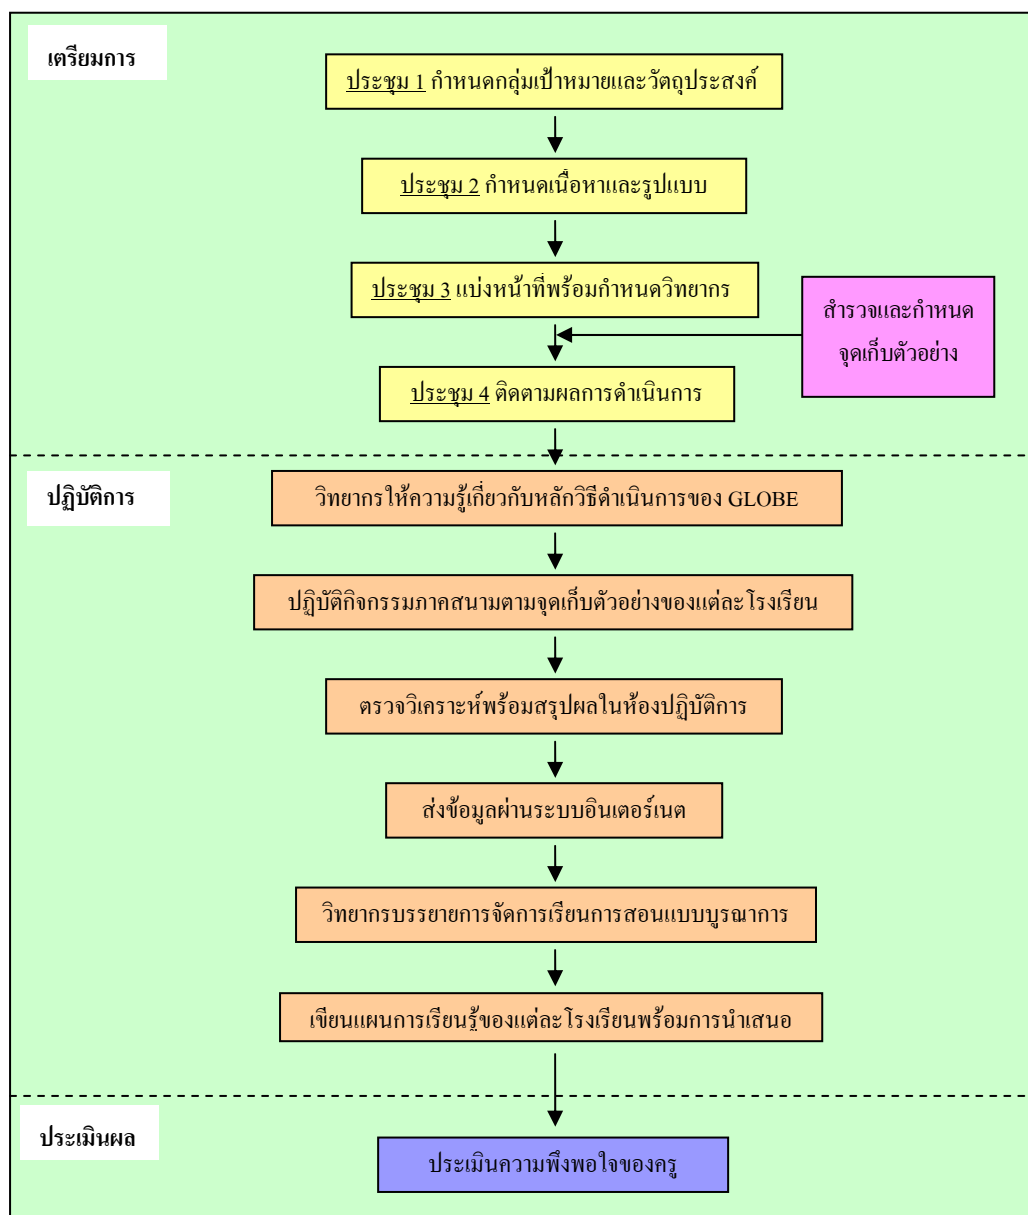 เตรียมการ
ประชุม 1 กำหนดกลุ่มเป้าหมายและวัตถุประสงค์
ประชุม 2 กำหนดเนื้อหาและรูปแบบ
ประชุม 3 แบ่งหน้าที่พร้อมกำหนดวิทยากร
สำรวจและกำหนด
จุดเก็บตัวอย่าง
ประชุม 4 ติดตามผลการดำเนินการ
ปฏิบัติการ
วิทยากรให้ความรู้เกี่ยวกับหลักวิธีดำเนินการของ GLOBE
ปฏิบัติกิจกรรมภาคสนามตามจุดเก็บตัวอย่างของแต่ละโรงเรียน
ตรวจวิเคราะห์พร้อมสรุปผลในห้องปฏิบัติการ
ส่งข้อมูลผ่านระบบอินเตอร์เนต
วิทยากรบรรยายการจัดการเรียนการสอนแบบบูรณาการ
เขียนแผนการเรียนรู้ของแต่ละโรงเรียนพร้อมการนำเสนอ
ประเมินผล
ประเมินความพึงพอใจของครู